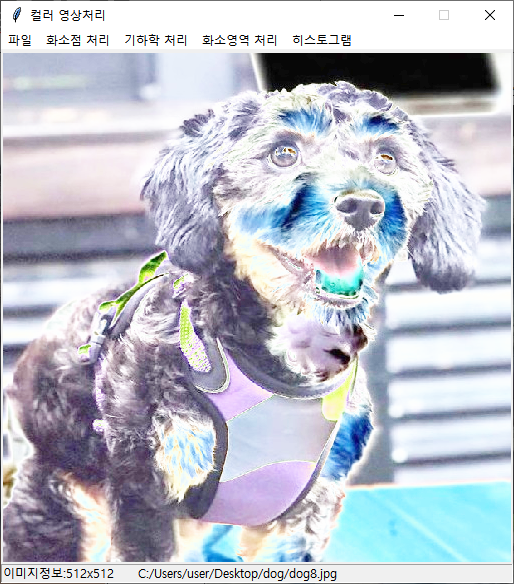 컬러 영상처리
파일 화소점 처리 기하학 처리 화소영역 처리 히스토그램
이미지정보:512x512 C:/Users/user/Desktop/dog/dog8.jpg